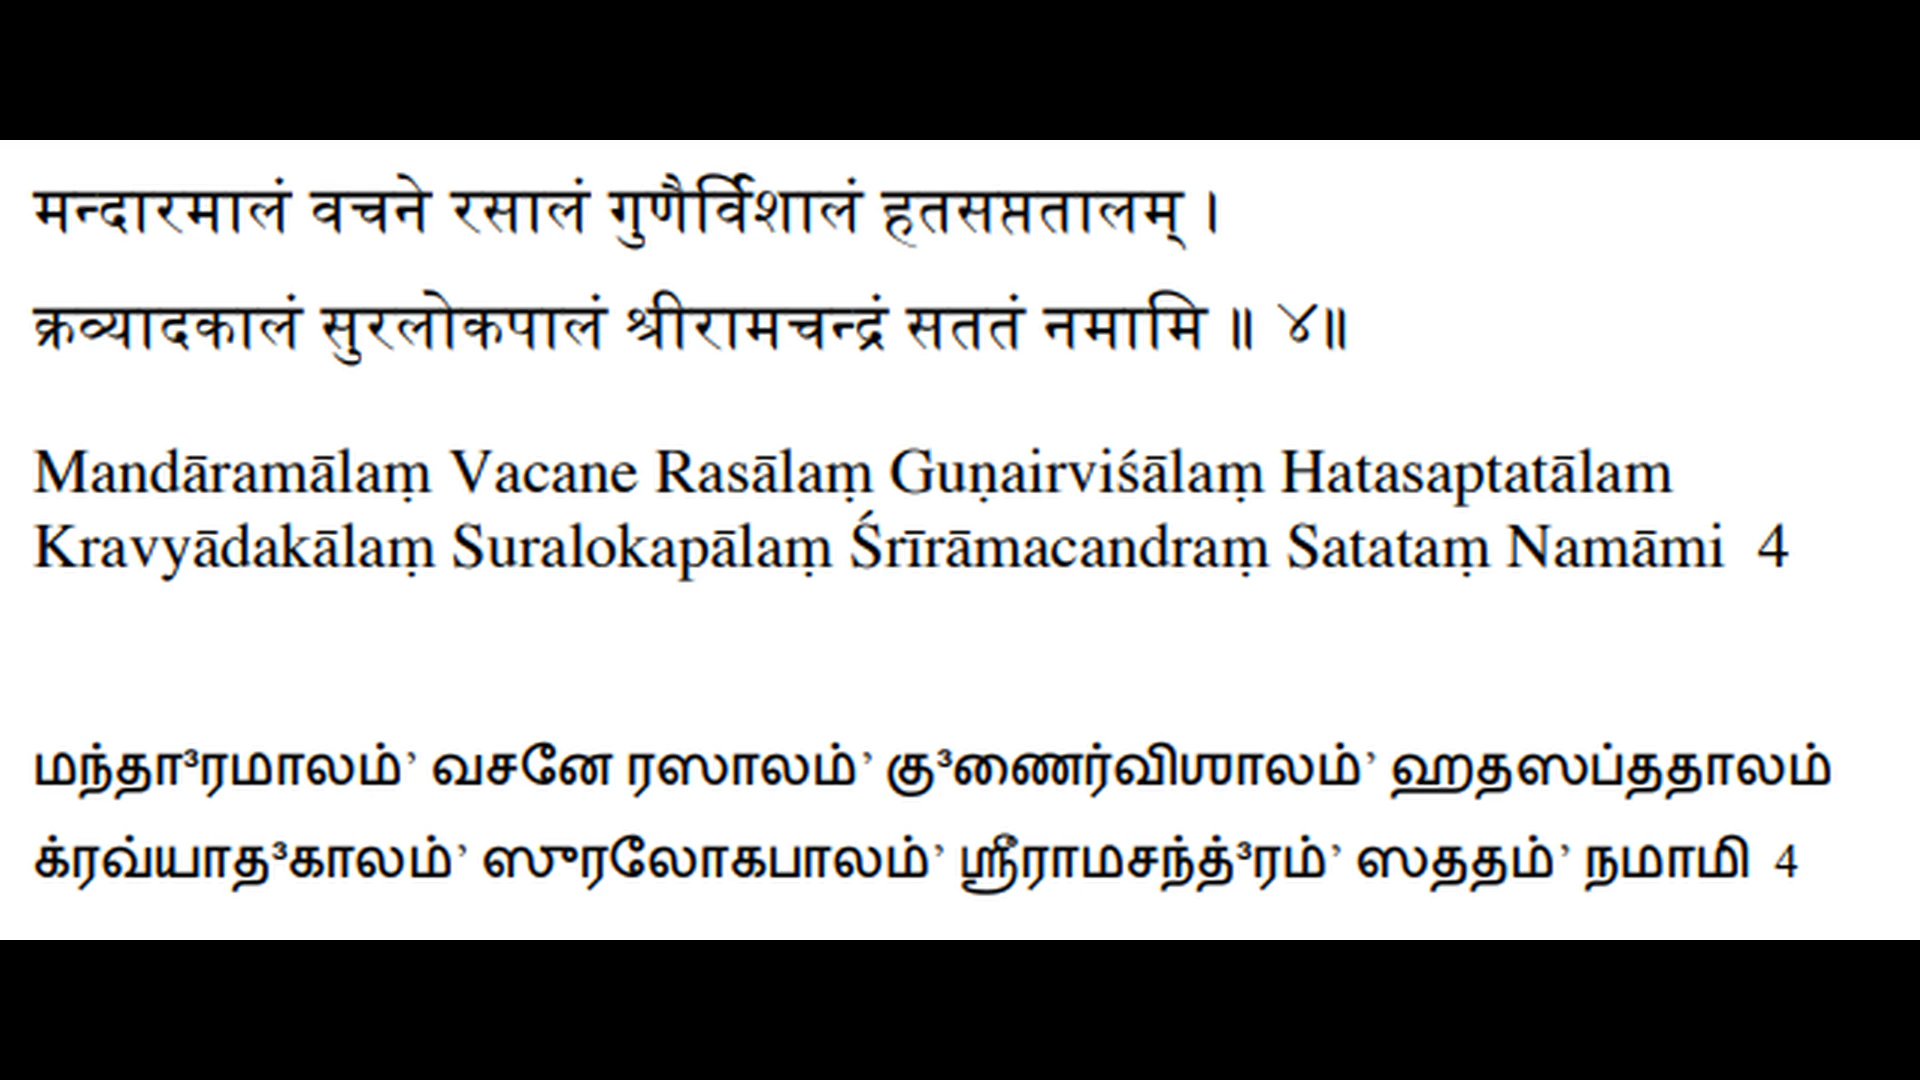 मन्दारमालं वचने रसालं गुणैर्विशालं हतसप्ततालम् ।
क्रव्यादकालं सुरलोकपालं श्रीरामचन्द्रं सततं नमामि ॥ ४॥
Mandāramālaṃ Vacane Rasālaṃ Guṇairviśālaṃ Hatasaptatālam
Kravyādakālaṃ Suralokapālaṃ Śrīrāmacandraṃ Satataṃ Namāmi 4
மந்தா³ரமாலம்ʼ வசனே ரஸாலம்ʼ கு³ணைர்விஶாலம்ʼ ஹதஸப்ததாலம்
க்ரவ்யாத³காலம்ʼ ஸுரலோகபாலம்ʼ ஶ்ரீராமசந்த்³ரம்ʼ ஸததம்ʼ நமாமி 4